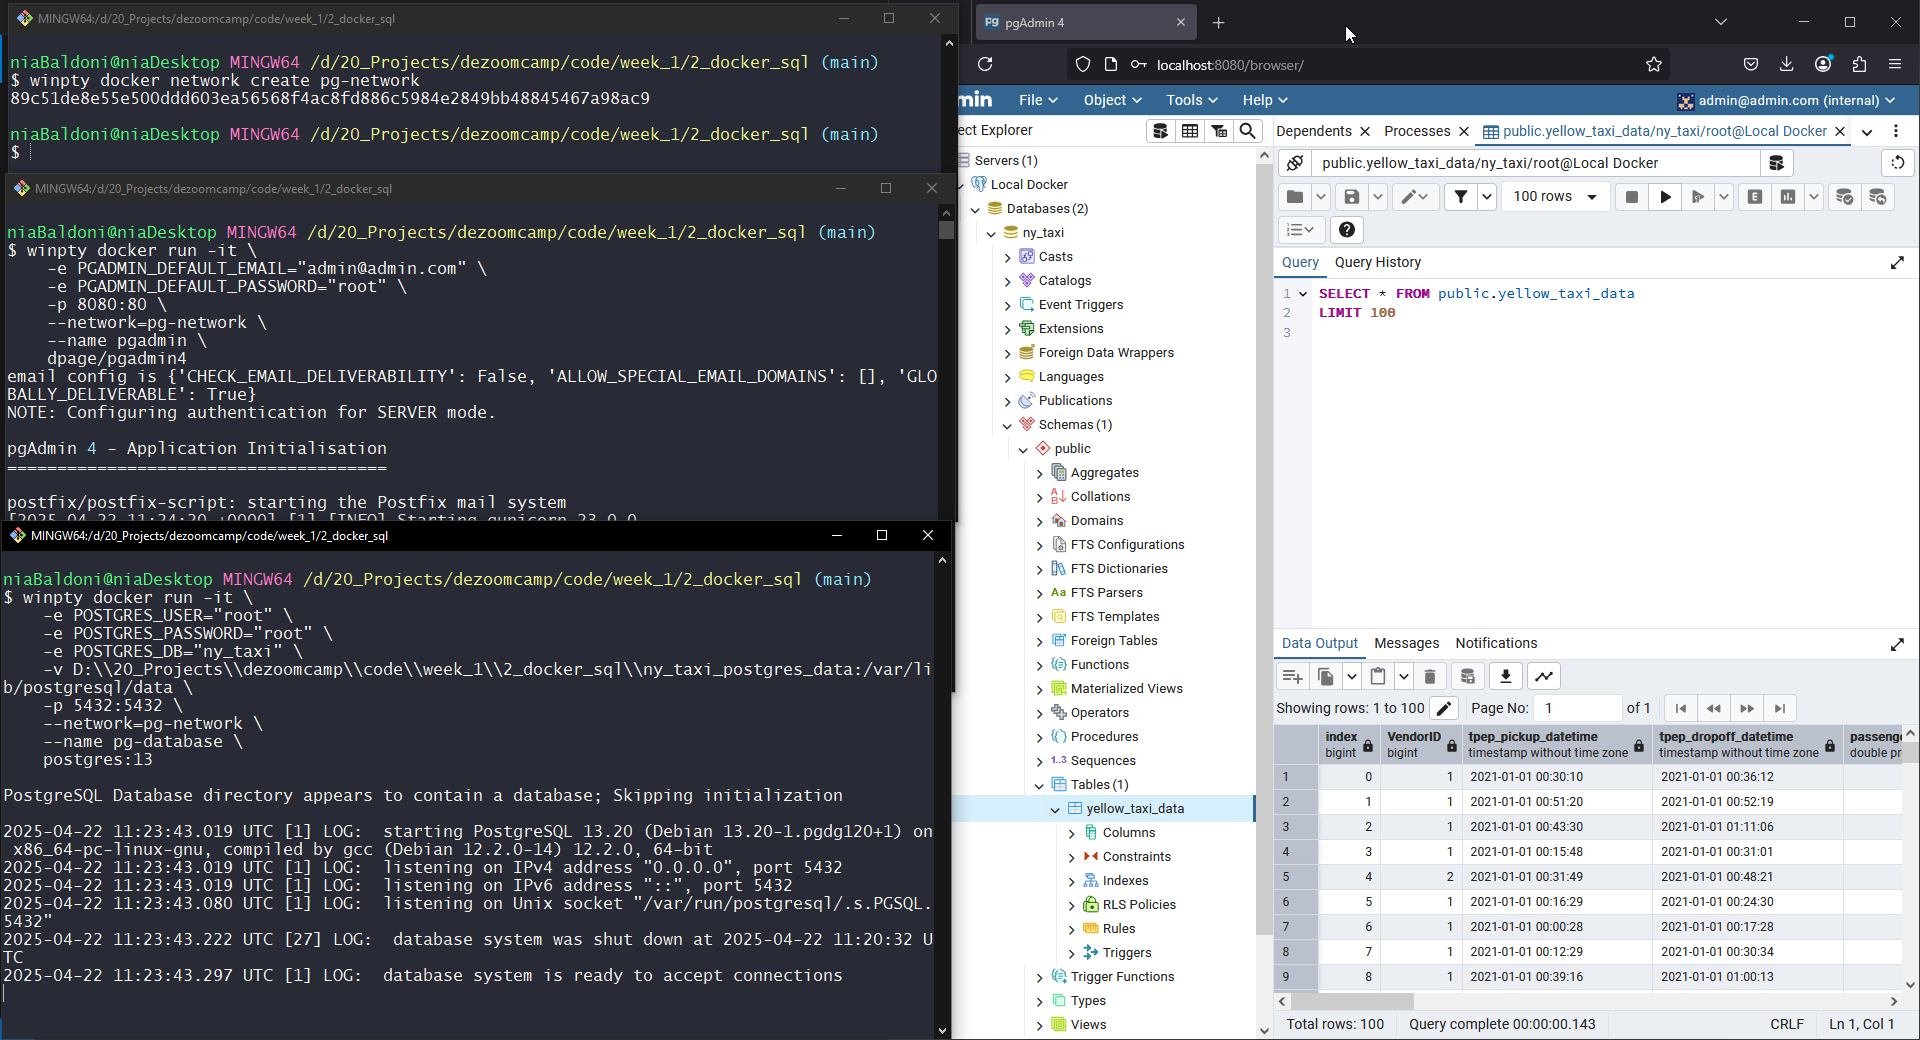 MINGW64:/d/20_Projects/dezoomcamp/code/week_1/2_docker_sql
niaBaldoni@niaDesktop MINGW64 /d/20_Projects/dezoomcamp/code/week_1/2_docker_sql (main)
$ winpty docker network create pg-network
89c51de8e55e500ddd603ea56568f4ac8fd886c5984e2849bb48845467a98ac9
niaBaldoni@niaDesktop MINGW64 /d/20_Projects/dezoomcamp/code/week_1/2_docker_sql (main)
$
MINGW64:/d/20_Projects/dezoomcamp/code/week_1/2_docker_sql
niaBaldoni@niaDesktop MINGW64 /d/20_Projects/dezoomcamp/code/week_1/2_docker_sql (main)
$ winpty docker run -it \
-e PGADMIN_DEFAULT_EMAIL="admin@admin.com" \
-e PGADMIN_DEFAULT_PASSWORD="root" \
-p 8080:80 \
--network=pg-network \
--name pgadmin \
dpage/pgadmin4
email config is {'CHECK_EMAIL_DELIVERABILITY': False, 'ALLOW_SPECIAL_EMAIL_DOMAINS': [], 'GLO
BALLY_DELIVERABLE': True}
NOTE: Configuring authentication for SERVER mode.
pgAdmin 4 - Application Initialisation
======================================
postfix/postfix-script: starting the Postfix mail system
[2025-04-22 11:24:20 +0000] [1] [INFO] Starting gunicorn 23.0.0
MINGW64:/d/20_Projects/dezoomcamp/code/week_1/2_docker_sql
niaBaldoni@niaDesktop MINGW64 /d/20_Projects/dezoomcamp/code/week_1/2_docker_sql (main)
$ winpty docker run -it \
-e POSTGRES_USER="root" \
-e POSTGRES_PASSWORD="root" \
-e POSTGRES_DB="ny_taxi" \
-v D:\\20_Projects\\dezoomcamp\\code\\week_1\\2_docker_sql\\ny_taxi_postgres_data:/var/li
b/postgresql/data \
-p 5432:5432 \
--network=pg-network \
--name pg-database \
postgres:13
PostgreSQL Database directory appears to contain a database; Skipping initialization
2025-04-22 11:23:43.019 UTC [1] LOG:  starting PostgreSQL 13.20 (Debian 13.20-1.pgdg120+1) on
x86_64-pc-linux-gnu, compiled by gcc (Debian 12.2.0-14) 12.2.0, 64-bit
2025-04-22 11:23:43.019 UTC [1] LOG:  listening on IPv4 address "0.0.0.0", port 5432
2025-04-22 11:23:43.019 UTC [1] LOG:  listening on IPv6 address "::", port 5432
2025-04-22 11:23:43.080 UTC [1] LOG:  listening on Unix socket "/var/run/postgresql/.s.PGSQL.
5432"
2025-04-22 11:23:43.222 UTC [27] LOG:  database system was shut down at 2025-04-22 11:20:32 U
TC
2025-04-22 11:23:43.297 UTC [1] LOG:  database system is ready to accept connections
pgAdmin 4
localhost:8080/browser/
min File Object Tools Help admin@admin.com (internal)
ect Explorer
Servers (1)
Local Docker
Databases (2)
ny_taxi
Casts
Catalogs
Event Triggers
Extensions
Foreign Data Wrappers
Languages
Publications
Schemas (1)
public
Aggregates
Collations
Domains
FTS Configurations
FTS Dictionaries
Aa FTS Parsers
FTS Templates
Foreign Tables
Functions
Materialized Views
Operators
Procedures
1..3 Sequences
Tables (1)
yellow_taxi_data
Columns
Constraints
Indexes
RLS Policies
Rules
Triggers
Trigger Functions
Types
Views
Dependents Processes public.yellow_taxi_data/ny_taxi/root@Local Docker
public.yellow_taxi_data/ny_taxi/root@Local Docker
100 rows
Query Query History
1 SELECT * FROM public.yellow_taxi_data
2 LIMIT 100
3
Data Output Messages Notifications
Showing rows: 1 to 100 Page No: 1 of 1
index VendorID tpep_pickup_datetime tpep_dropoff_datetime passenge
bigint bigint timestamp without time zone timestamp without time zone double pr
1 0 1 2021-01-01 00:30:10 2021-01-01 00:36:12
2 1 1 2021-01-01 00:51:20 2021-01-01 00:52:19
3 2 1 2021-01-01 00:43:30 2021-01-01 01:11:06
4 3 1 2021-01-01 00:15:48 2021-01-01 00:31:01
5 4 2 2021-01-01 00:31:49 2021-01-01 00:48:21
6 5 1 2021-01-01 00:16:29 2021-01-01 00:24:30
7 6 1 2021-01-01 00:00:28 2021-01-01 00:17:28
8 7 1 2021-01-01 00:12:29 2021-01-01 00:30:34
9 8 1 2021-01-01 00:39:16 2021-01-01 01:00:13
Total rows: 100 Query complete 00:00:00.143 CRLF Ln 1, Col 1